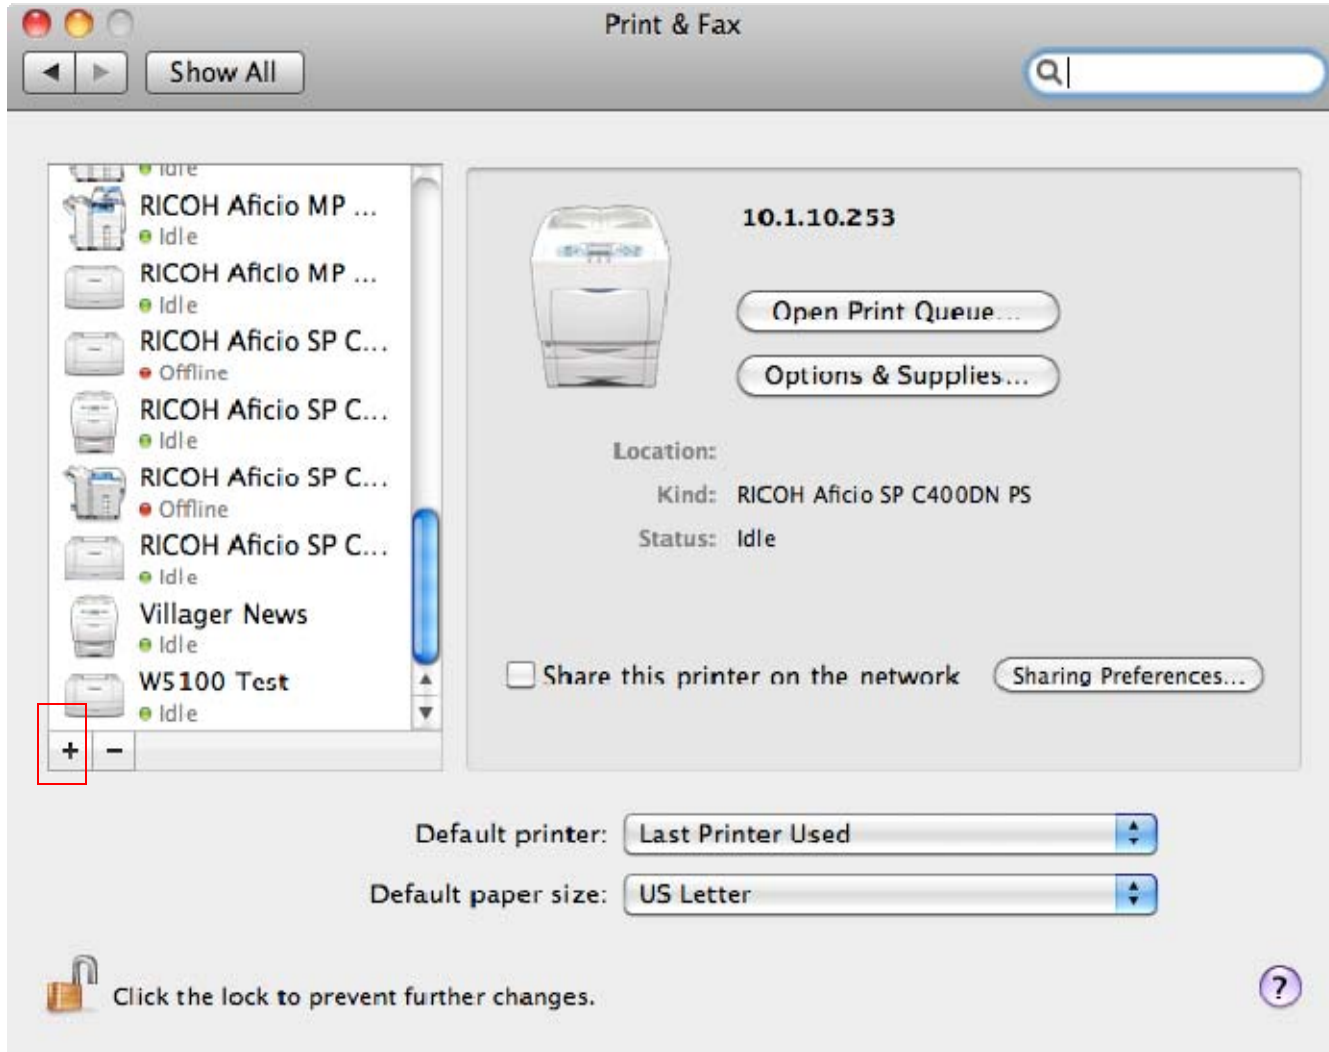 Print & Fax
Show All
Idle
RICOH Aficio MP ...
Idle
RICOH Aficio MP ...
Idle
RICOH Aficio SP C...
Offline
RICOH Aficio SP C...
Idle
RICOH Aficio SP C...
Offline
RICOH Aficio SP C...
Idle
Villager News
Idle
W5100 Test
Idle
+ −
10.1.10.253
Open Print Queue...
Options & Supplies...
Location:
Kind: RICOH Aficio SP C400DN PS
Status: Idle
Share this printer on the network
Sharing Preferences...
Default printer: Last Printer Used
Default paper size: US Letter
Click the lock to prevent further changes.
?